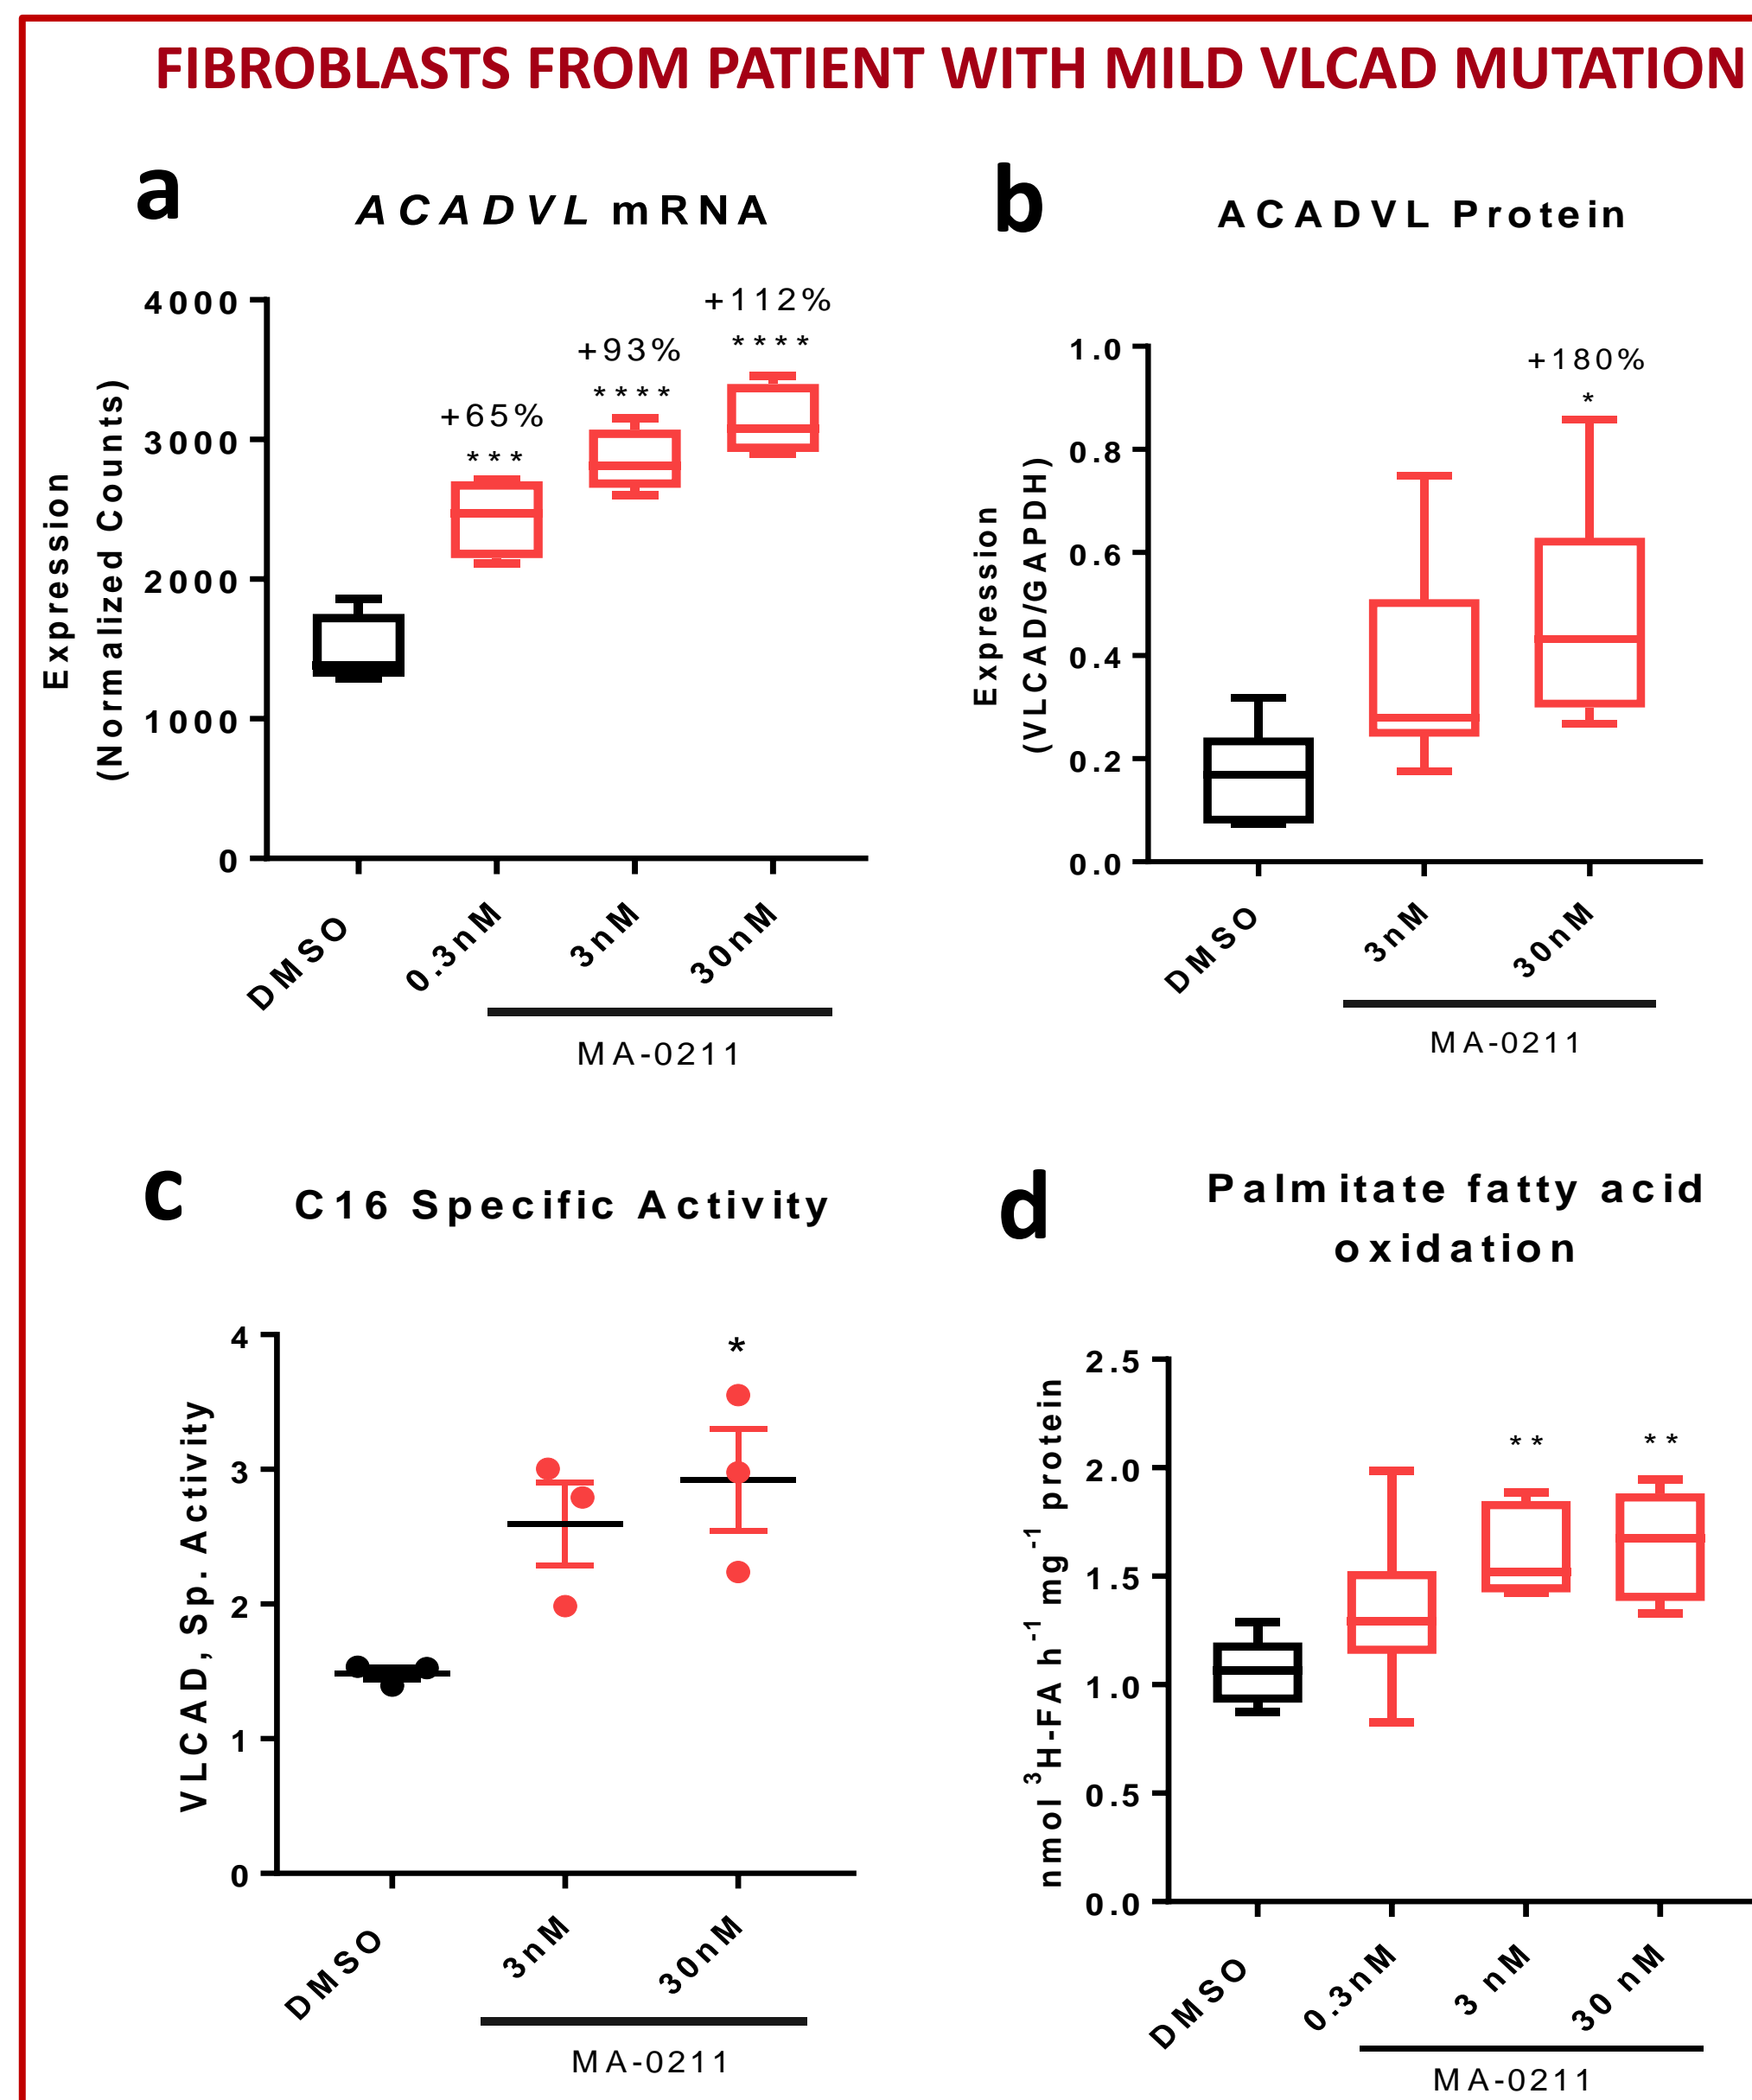 FIBROBLASTS FROM PATIENT WITH MILD VLCAD MUTATION
a
ACADVL mRNA
Expression
(Normalized Counts)
4000
3000
2000
1000
0
+65%
***
+93%
****
+112%
****
DMSO
0.3nM
3nM
30nM
MA-0211
b
ACADVL Protein
Expression
(VLCAD/GAPDH)
1.0
0.8
0.6
0.4
0.2
0.0
+180%
*
DMSO
3nM
30nM
MA-0211
c
C16 Specific Activity
VLCAD, Sp. Activity
4
3
2
1
0
*
DMSO
3nM
30nM
MA-0211
d
Palmitate fatty acid
oxidation
nmol ³H-FA h⁻¹ mg⁻¹ protein
2.5
2.0
1.5
1.0
0.5
0.0
**
**
DMSO
0.3nM
3 nM
30 nM
MA-0211